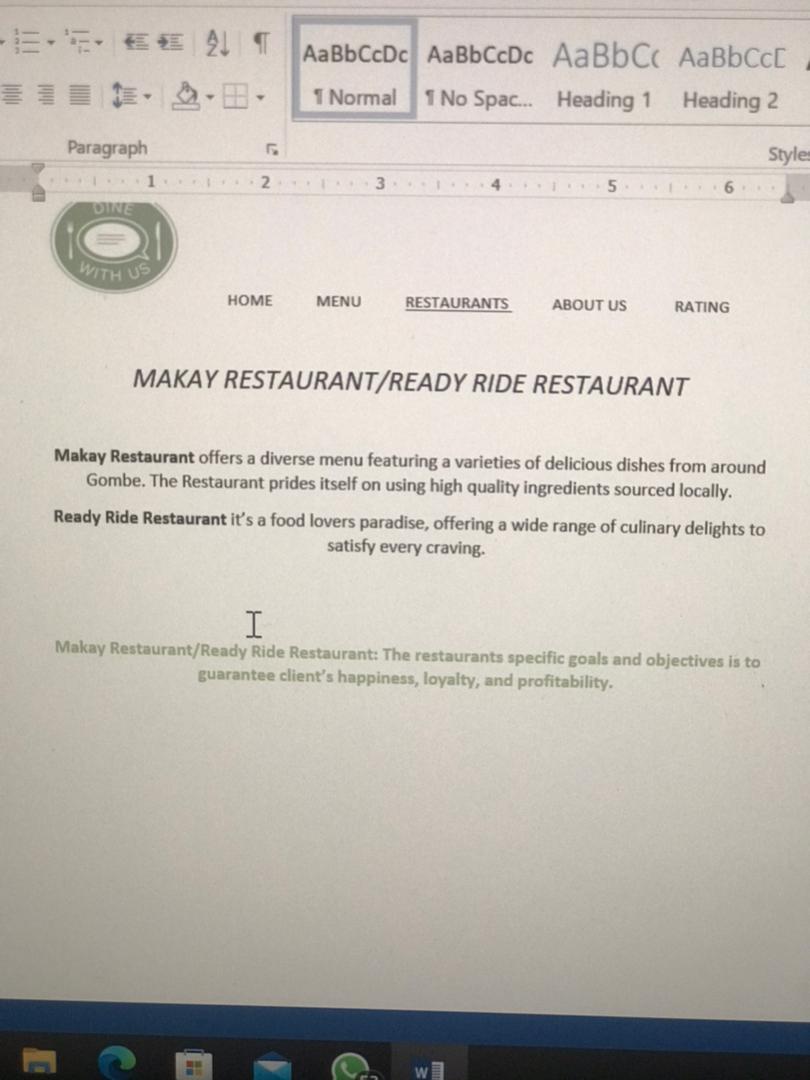 AaBbCcDc AaBbCcDc AaBbC AaBbCc
¶ Normal ¶ No Spac... Heading 1 Heading 2
Paragraph Styles
1 2 3 4 5 6
DINE
WITH US
HOME MENU RESTAURANTS ABOUT US RATING
MAKAY RESTAURANT/READY RIDE RESTAURANT
Makay Restaurant offers a diverse menu featuring a varieties of delicious dishes from around
Gombe. The Restaurant prides itself on using high quality ingredients sourced locally.
Ready Ride Restaurant it's a food lovers paradise, offering a wide range of culinary delights to
satisfy every craving.
Makay Restaurant/Ready Ride Restaurant: The restaurants specific goals and objectives is to
guarantee client's happiness, loyalty, and profitability.
W